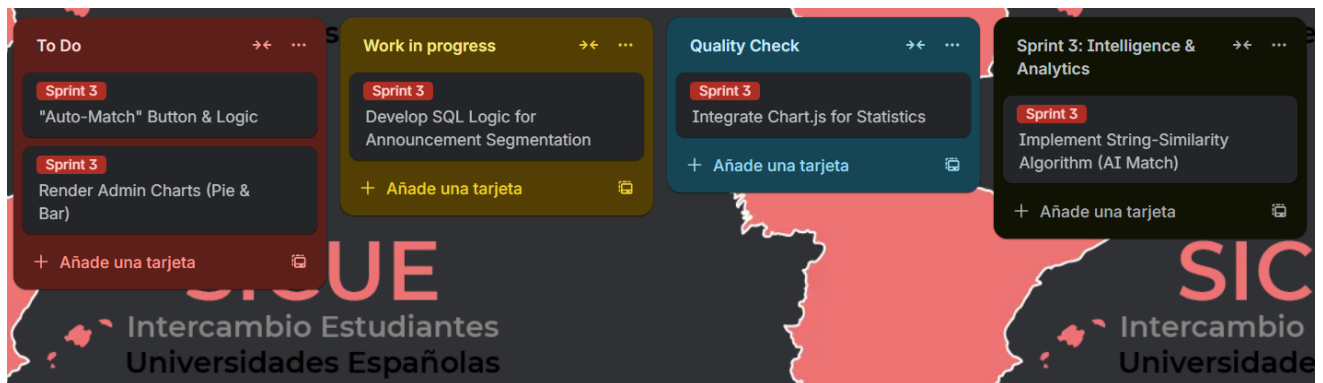 To Do
Sprint 3
"Auto-Match" Button & Logic
Sprint 3
Render Admin Charts (Pie &
Bar)
Añade una tarjeta
Work in progress
Sprint 3
Develop SQL Logic for
Announcement Segmentation
Añade una tarjeta
Quality Check
Sprint 3
Integrate Chart.js for Statistics
Añade una tarjeta
Sprint 3: Intelligence &
Analytics
Sprint 3
Implement String-Similarity
Algorithm (AI Match)
Añade una tarjeta
SICUE
Intercambio Estudiantes
Universidades Españolas
SIC
Intercambio
Universidade